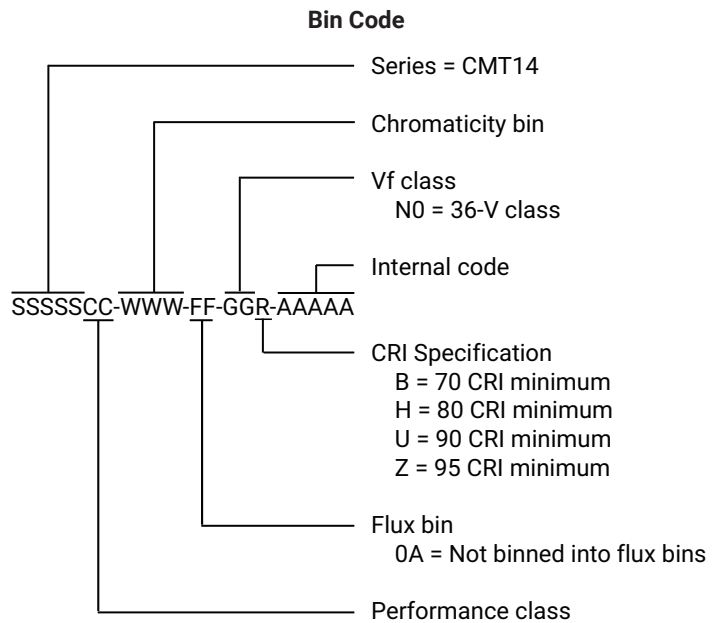 Bin Code
Series = CMT14
Chromaticity bin
Vf class
N0 = 36-V class
Internal code
SSSSSCC-WWW-FF-GGR-AAAAA
CRI Specification
B = 70 CRI minimum
H = 80 CRI minimum
U = 90 CRI minimum
Z = 95 CRI minimum
Flux bin
0A = Not binned into flux bins
Performance class